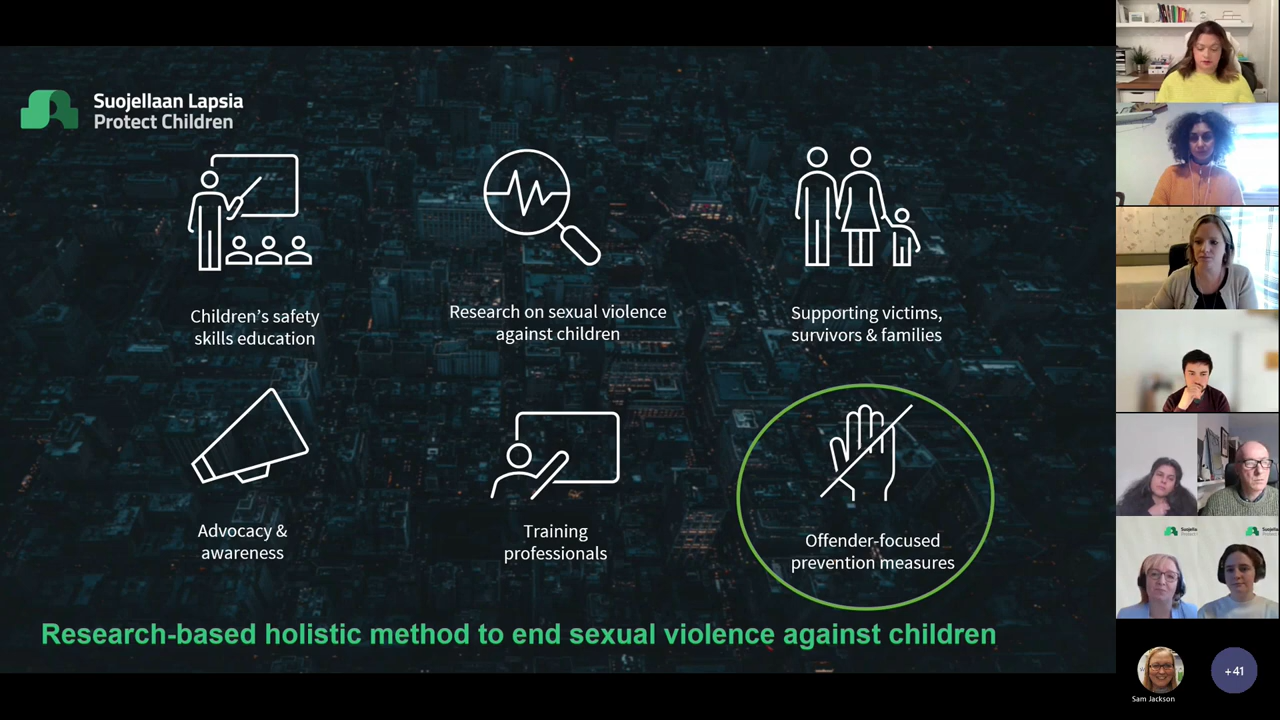 Suojellaan Lapsia
Protect Children
Children's safety
skills education
Research on sexual violence
against children
Supporting victims,
survivors & families
Advocacy &
awareness
Training
professionals
Offender-focused
prevention measures
Research-based holistic method to end sexual violence against children
Sam Jackson
+41